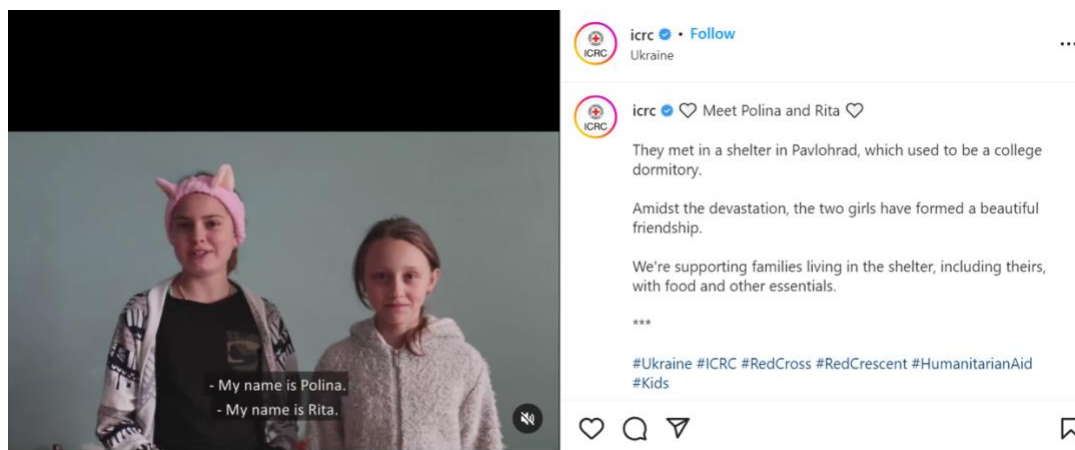 icrc • Follow
Ukraine
ICRC
icrc ♡ Meet Polina and Rita ♡
ICRC
They met in a shelter in Pavlohrad, which used to be a college
dormitory.
Amidst the devastation, the two girls have formed a beautiful
friendship.
We're supporting families living in the shelter, including theirs,
with food and other essentials.
***
#Ukraine #ICRC #RedCross #RedCrescent #HumanitarianAid
#Kids
- My name is Polina.
- My name is Rita.